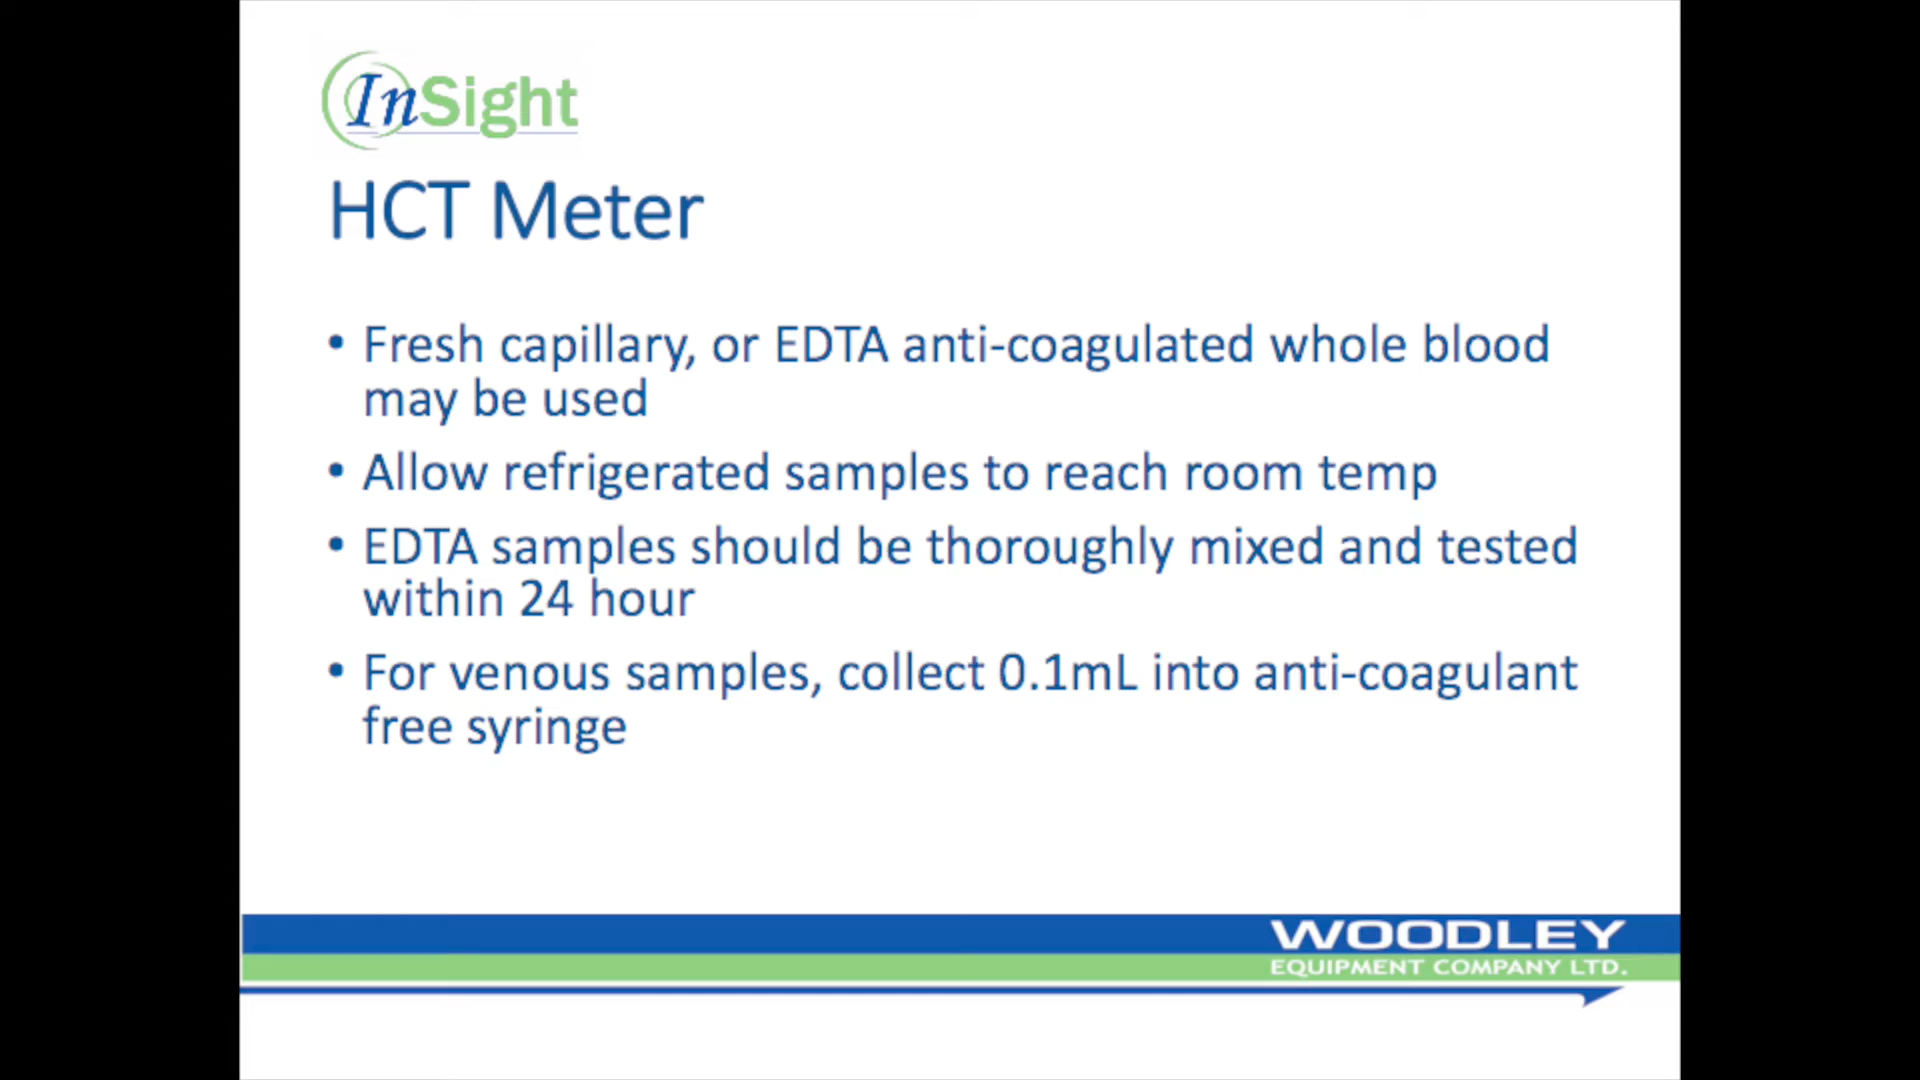 InSight
HCT Meter
• Fresh capillary, or EDTA anti-coagulated whole blood
may be used
• Allow refrigerated samples to reach room temp
• EDTA samples should be thoroughly mixed and tested
within 24 hour
• For venous samples, collect 0.1mL into anti-coagulant
free syringe
WOODLEY
EQUIPMENT COMPANY LTD.